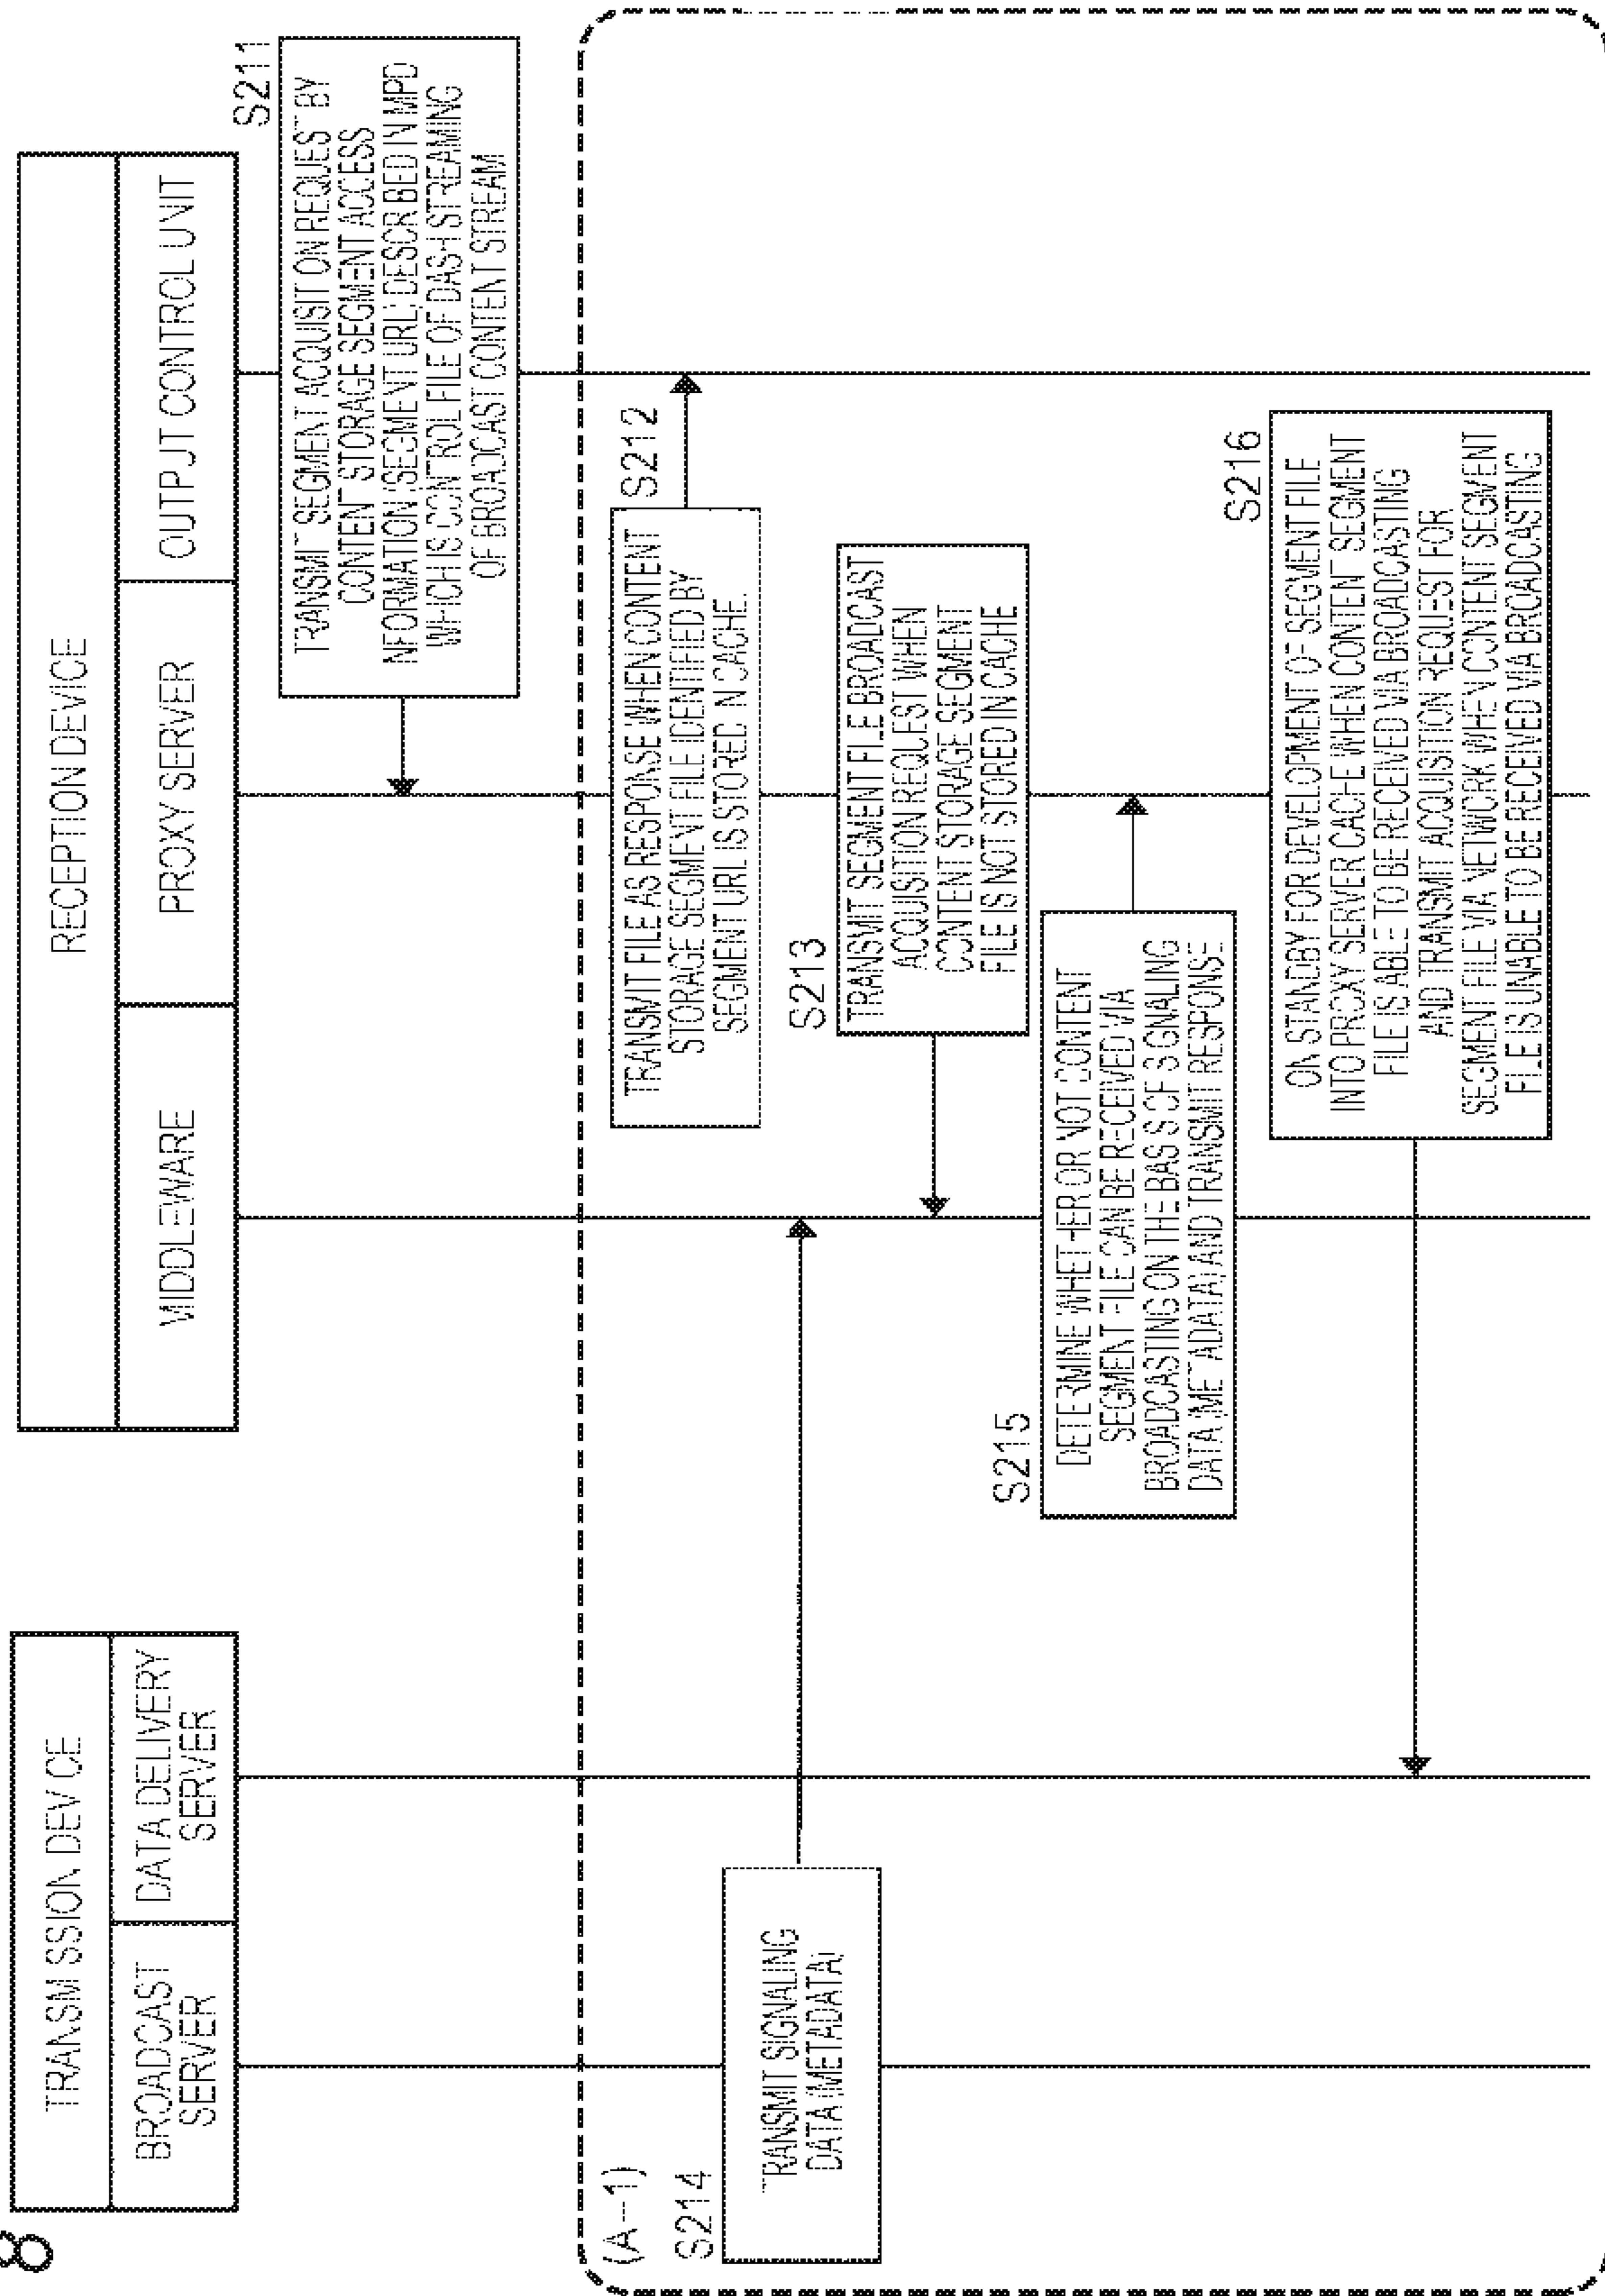 8
TRANSMISSION DEVICE
BROADCAST
SERVER
DATA DELIVERY
SERVER
RECEPTION DEVICE
MIDDLEWARE
PROXY SERVER
OUTPUT CONTROL UNIT
S211
TRANSMIT SEGMENT ACQUISITION REQUEST BY
CONTENT STORAGE SEGMENT ACCESS
INFORMATION (SEGMENT URL) DESCRIBED IN MPD
WHICH IS CONTROL FILE OF DASH STREAMING
OF BROADCAST CONTENT STREAM
(A-1)
S212
TRANSMIT FILE AS RESPONSE WHEN CONTENT
STORAGE SEGMENT FILE IDENTIFIED BY
SEGMENT URL IS STORED IN CACHE.
S214
TRANSMIT SIGNALING
DATA (METADATA)
S213
TRANSMIT SEGMENT FILE BROADCAST
ACQUISITION REQUEST WHEN
CONTENT STORAGE SEGMENT
FILE IS NOT STORED IN CACHE
S215
DETERMINE WHETHER OR NOT CONTENT
SEGMENT FILE CAN BE RECEIVED VIA
BROADCASTING ON THE BASIS OF SIGNALING
DATA (METADATA) AND TRANSMIT RESPONSE
S216
ON STANDBY FOR DEVELOPMENT OF SEGMENT FILE
INTO PROXY SERVER CACHE WHEN CONTENT SEGMENT
FILE IS ABLE TO BE RECEIVED VIA BROADCASTING
AND TRANSMIT ACQUISITION REQUEST FOR
SEGMENT FILE VIA NETWORK WHEN CONTENT SEGMENT
FILE IS UNABLE TO BE RECEIVED VIA BROADCASTING